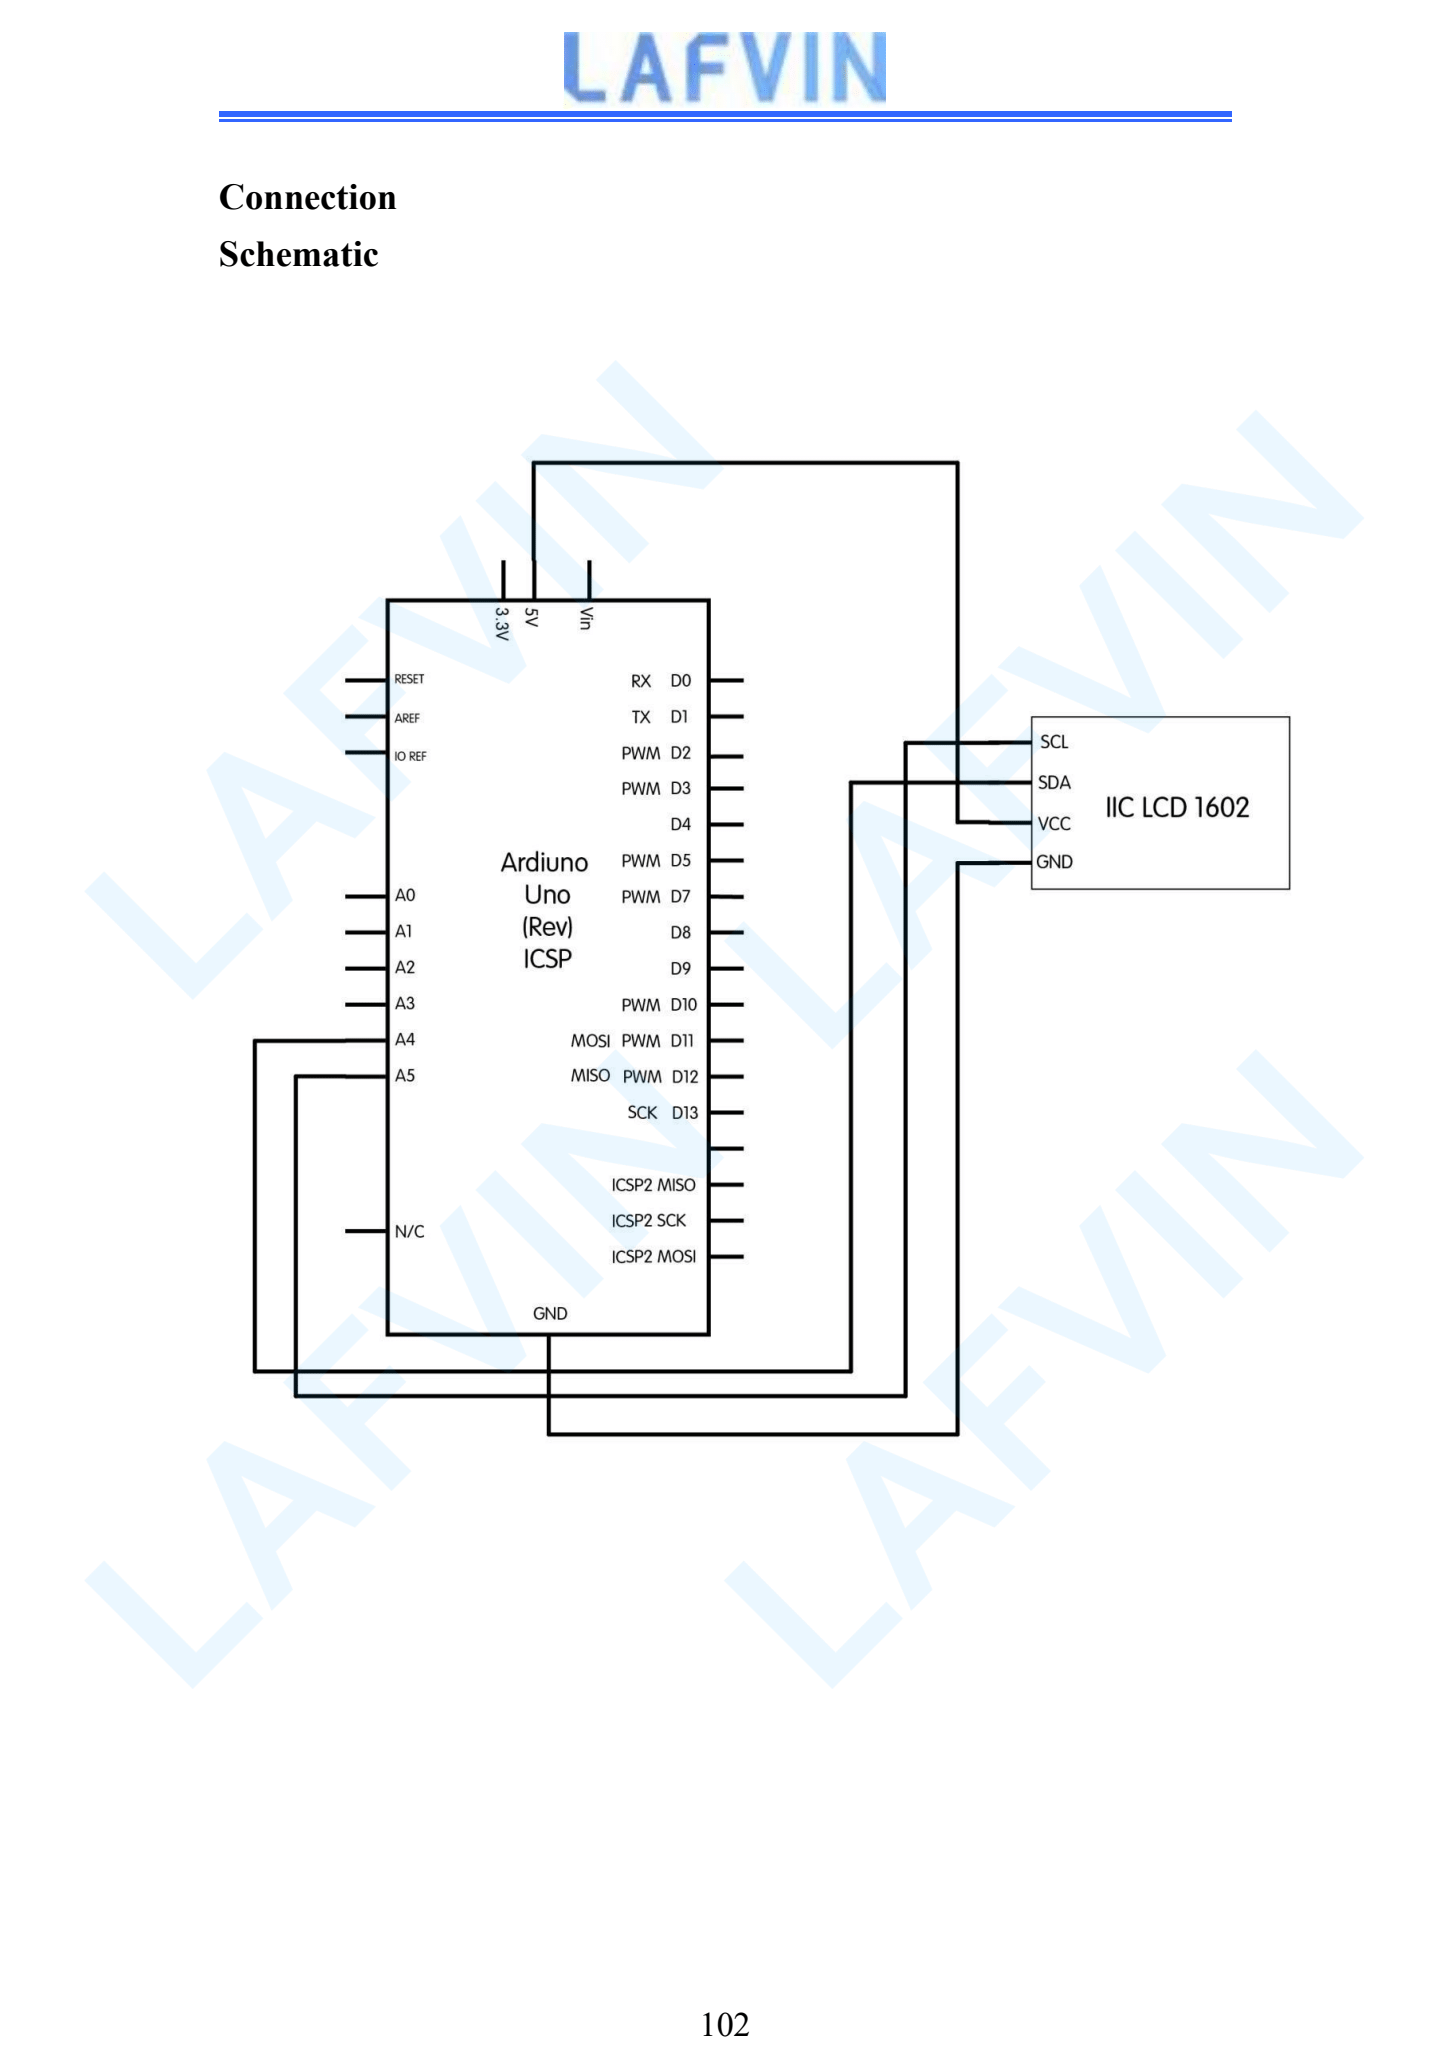 LAFVIN
Connection
Schematic
3.3V 5V Vin
RESET RX D0
AREF TX D1
IO REF PWM D2
PWM D3
D4
Ardiuno PWM D5
A0 Uno PWM D7
A1 (Rev) D8
A2 ICSP D9
A3 PWM D10
A4 MOSI PWM D11
A5 MISO PWM D12
SCK D13
ICSP2 MISO
N/C ICSP2 SCK
ICSP2 MOSI
GND
SCL
SDA
IIC LCD 1602
VCC
GND
LAFVIN
LAFVIN
LAFVIN
LAFVIN
102